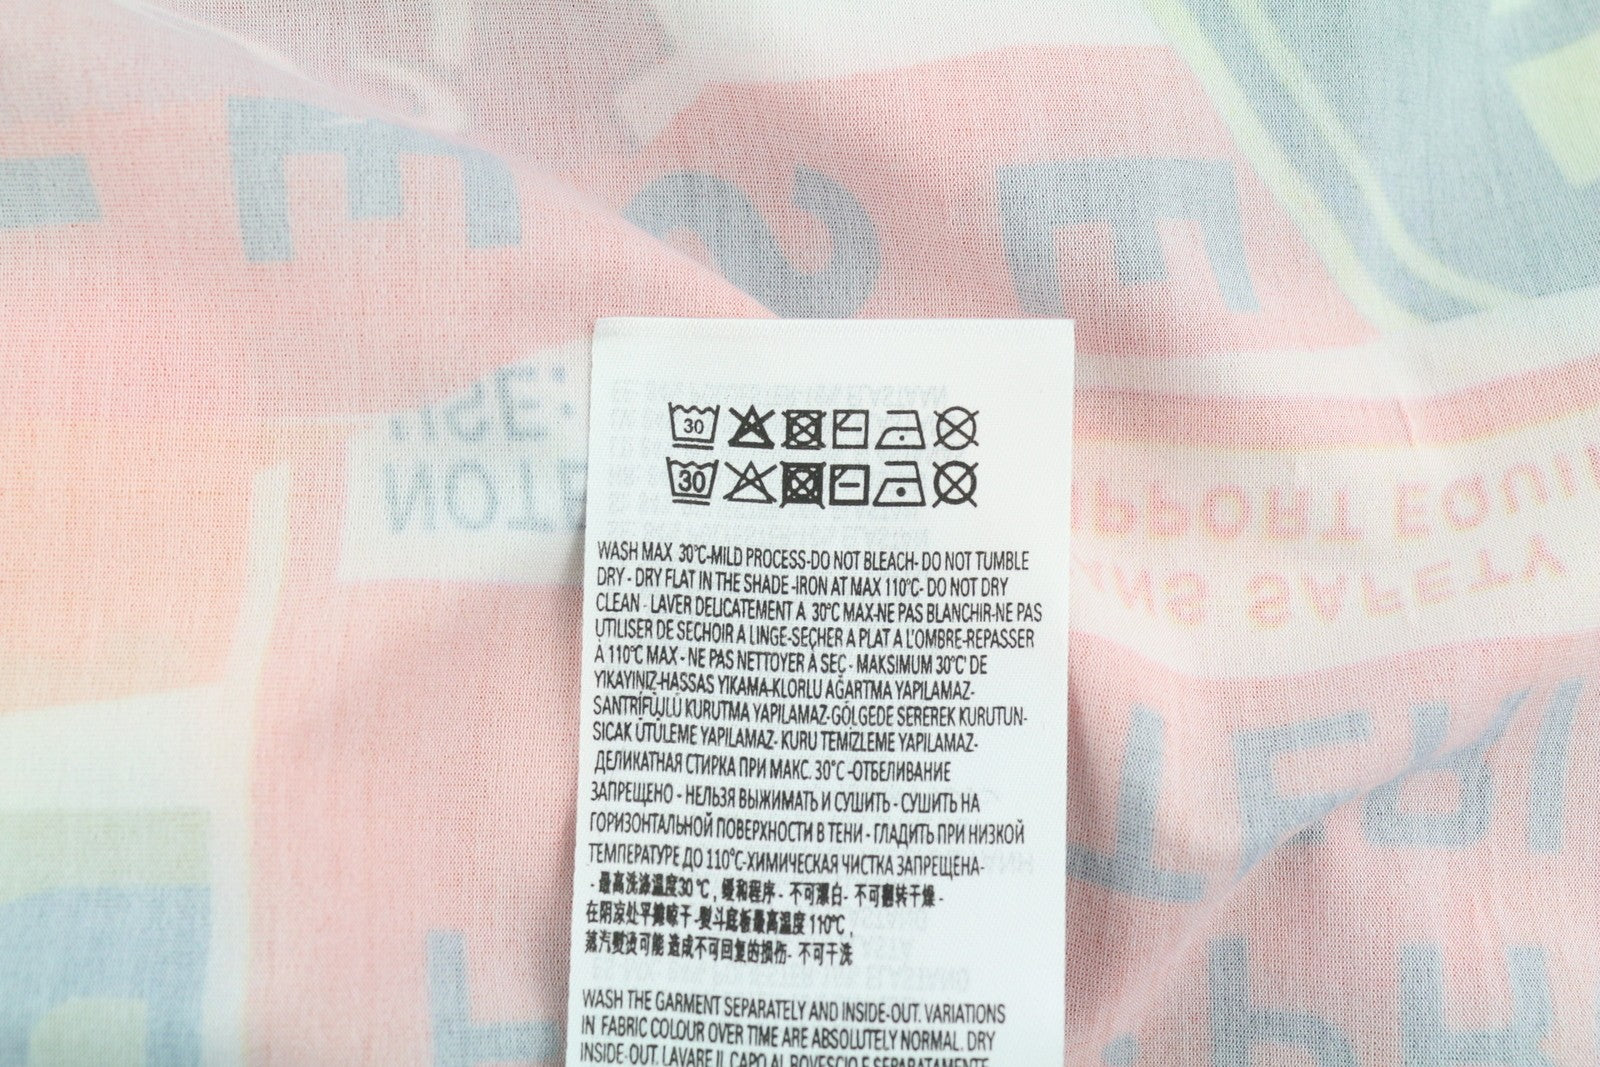 30
30
WASH MAX 30°C-MILD PROCESS-DO NOT BLEACH- DO NOT TUMBLE
DRY - DRY FLAT IN THE SHADE -IRON AT MAX 110°C- DO NOT DRY
CLEAN - LAVER DELICATEMENT A 30°C MAX-NE PAS BLANCHIR-NE PAS
UTILISER DE SECHOIR A LINGE-SEÇHER A PLAT A L'OMBRE-REPASSER
À 110°C MAX - NE PAS NETTOYER À SEC - MAKSIMUM 30°C' DE
YIKAYINIZ-HASSAS YIKAMA-KLORLU AĞARTMA YAPILAMAZ-
SANTRİFÜJLÜ KURUTMA YAPILAMAZ-GÖLGEDE SEREREK KURUTUN-
SICAK ÜTÜLEME YAPILAMAZ- KURU TEMİZLEME YAPILAMAZ-
ДЕЛИКАТНАЯ СТИРКА ПРИ МАКС. 30°C -ОТБЕЛИВАНИЕ
ЗАПРЕЩЕНО - НЕЛЬЗЯ ВЫЖИМАТЬ И СУШИТЬ - СУШИТЬ НА
ГОРИЗОНТАЛЬНОЙ ПОВЕРХНОСТИ В ТЕНИ - ГЛАДИТЬ ПРИ НИЗКОЙ
ТЕМПЕРАТУРЕ ДО 110°C-ХИМИЧЕСКАЯ ЧИСТКА ЗАПРЕЩЕНА-
- 最高洗涤温度30 °C , 缓和程序 - 不可漂白- 不可翻转干燥 -
在阴凉处平摊晾干 -熨斗底板最高温度 110°C ,
蒸汽熨烫可能 造成不可回复的损伤- 不可干洗
WASH THE GARMENT SEPARATELY AND INSIDE-OUT. VARIATIONS
IN FABRIC COLOUR OVER TIME ARE ABSOLUTELY NORMAL. DRY
INSIDE-OUT. LAVARE IL CAPO AL ROVESCIO E SEPARATAMENTE
NOTE
SUPPORT EQUI
SAFETY